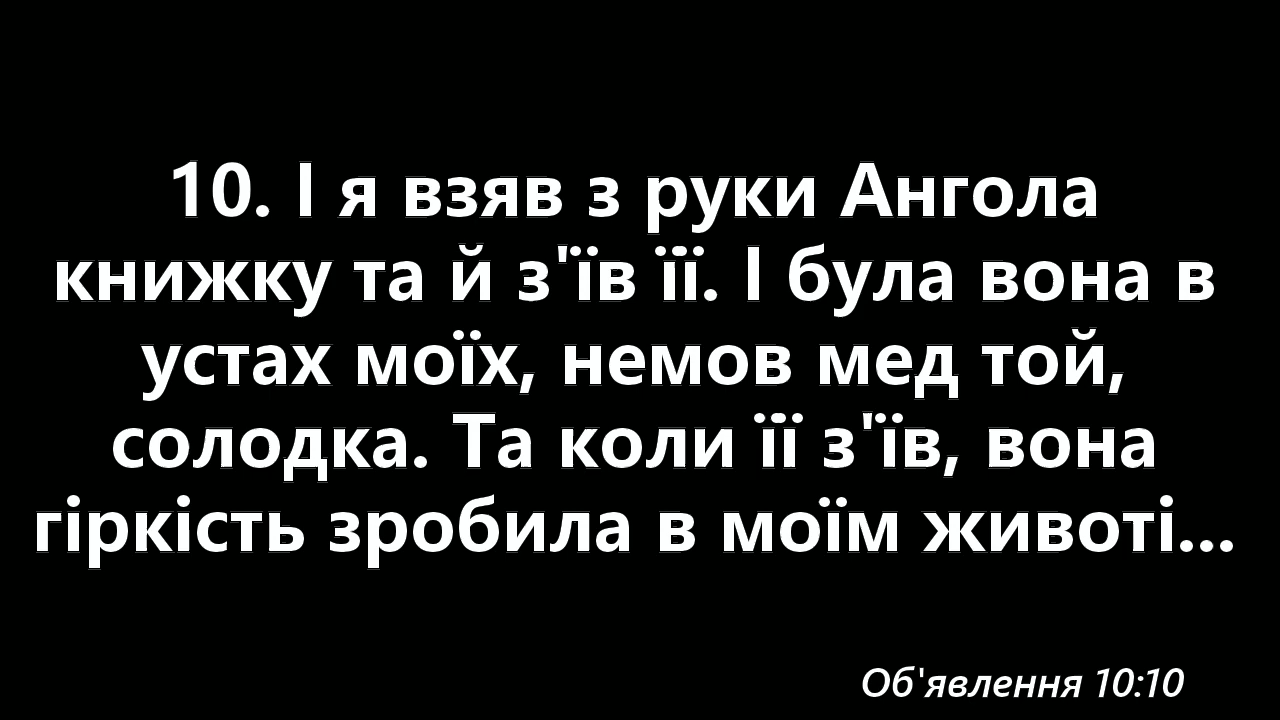 10. І я взяв з руки Ангола
книжку та й з'їв її. І була вона в
устах моїх, немов мед той,
солодка. Та коли її з'їв, вона
гіркість зробила в моїм животі...
Об'явлення 10:10